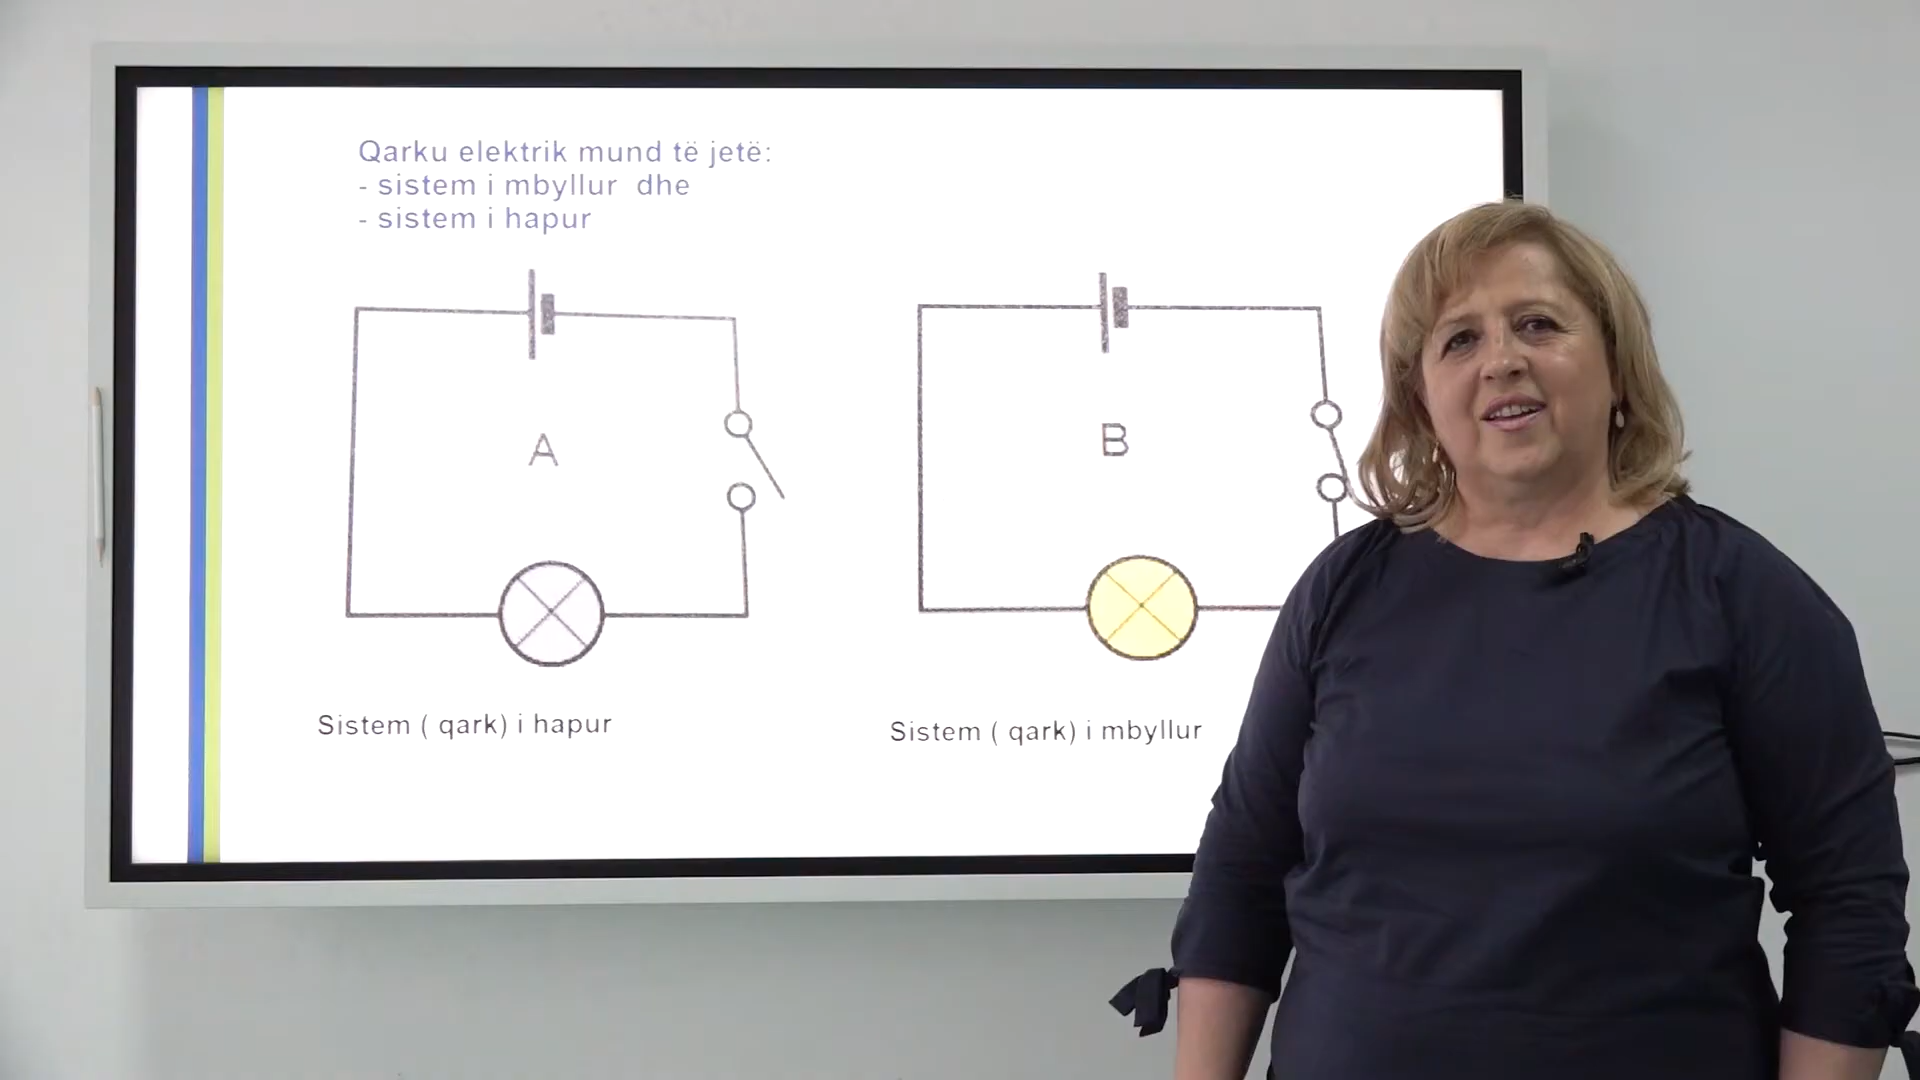 Qarku elektrik mund të jetë:
- sistem i mbyllur dhe
- sistem i hapur
A
B
Sistem ( qark) i hapur
Sistem ( qark) i mbyllur